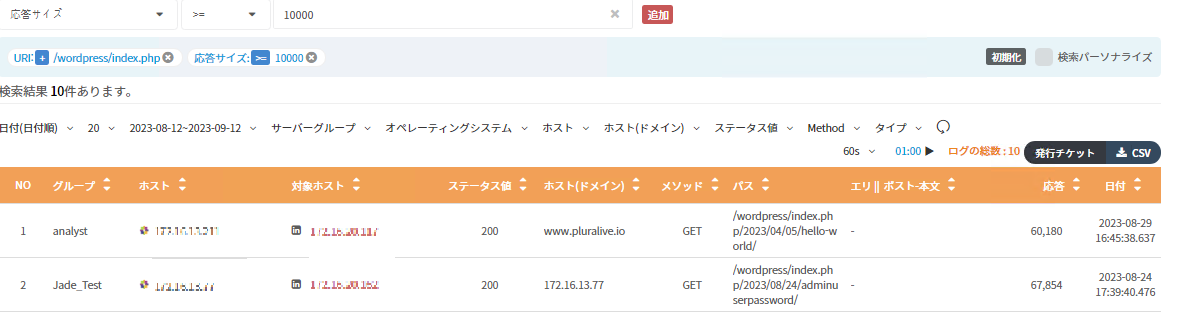 応答サイズ >= 10000 追加
URI: + /wordpress/index.php 応答サイズ: >= 10000 初期化 検索パーソナライズ
検索結果 10件あります。
日付(日付順) 20 2023-08-12~2023-09-12 サーバーグループ オペレーティングシステム ホスト ホスト(ドメイン) ステータス値 Method タイプ
60s 01:00 ログの総数 : 10 発行チケット CSV
NO グループ ホスト 対象ホスト ステータス値 ホスト(ドメイン) メソッド パス エリ || ポスト-本文 応答 日付
1 analyst 200 www.pluralive.io GET /wordpress/index.ph
p/2023/04/05/hello-w
orld/ - 60,180 2023-08-29
16:45:38.637
2 Jade_Test 200 172.16.13.77 GET /wordpress/index.ph
p/2023/08/24/adminu
serpassword/ - 67,854 2023-08-24
17:39:40.476